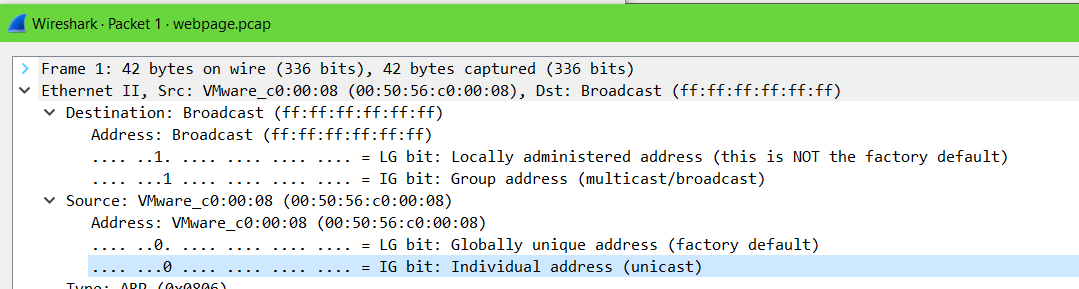 Wireshark · Packet 1 · webpage.pcap
Frame 1: 42 bytes on wire (336 bits), 42 bytes captured (336 bits)
Ethernet II, Src: VMware_c0:00:08 (00:50:56:c0:00:08), Dst: Broadcast (ff:ff:ff:ff:ff:ff)
Destination: Broadcast (ff:ff:ff:ff:ff:ff)
Address: Broadcast (ff:ff:ff:ff:ff:ff)
.... ..1. .... .... .... .... = LG bit: Locally administered address (this is NOT the factory default)
.... ...1 .... .... .... .... = IG bit: Group address (multicast/broadcast)
Source: VMware_c0:00:08 (00:50:56:c0:00:08)
Address: VMware_c0:00:08 (00:50:56:c0:00:08)
.... ..0. .... .... .... .... = LG bit: Globally unique address (factory default)
.... ...0 .... .... .... .... = IG bit: Individual address (unicast)
Type: ARP (0x0806)